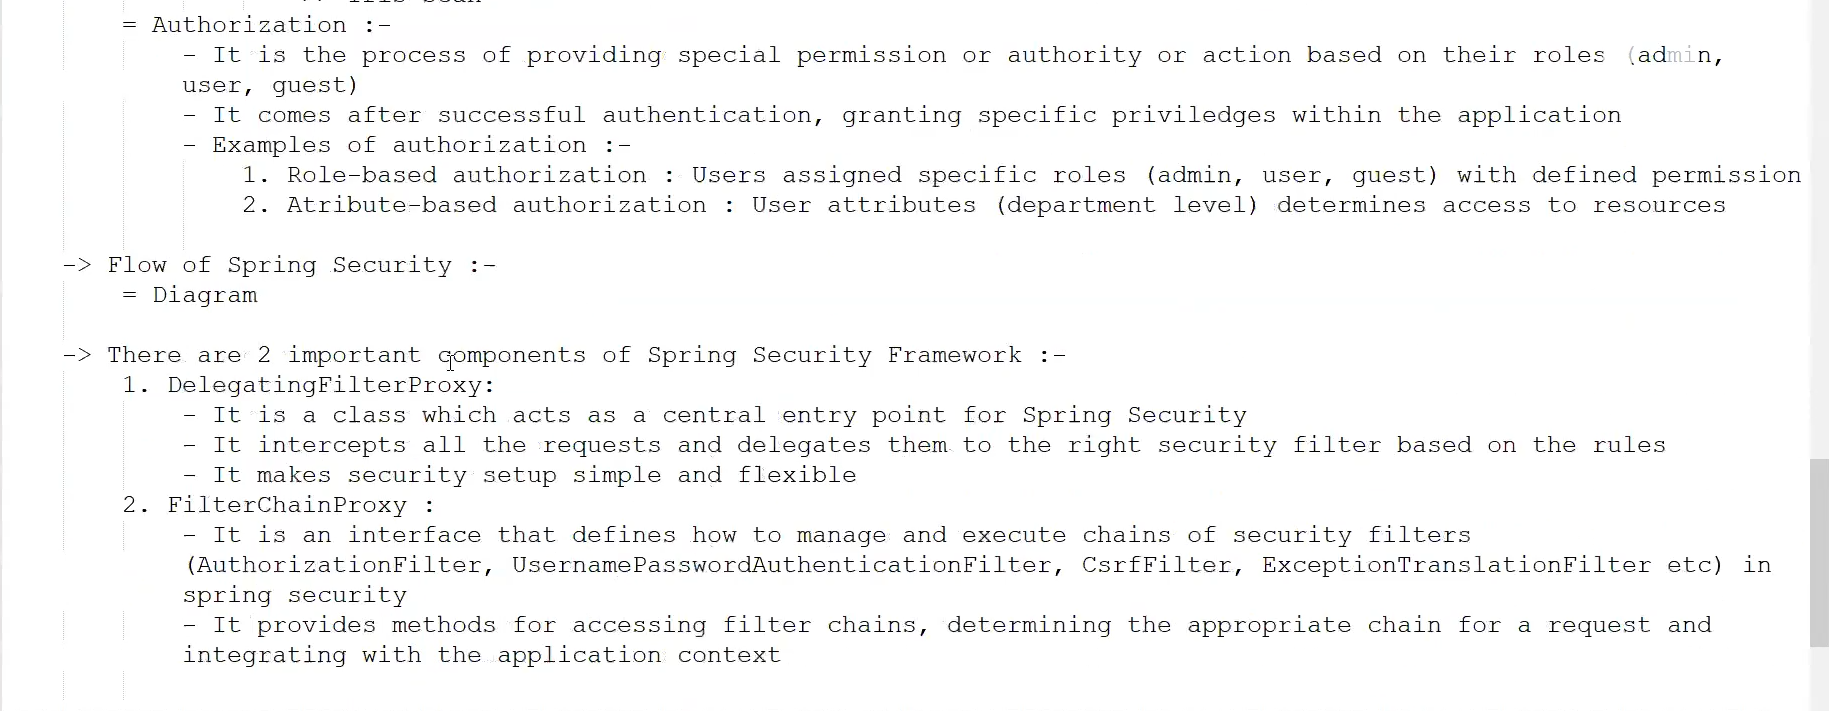 = Authorization :-
- It is the process of providing special permission or authority or action based on their roles (admin,
user, guest)
- It comes after successful authentication, granting specific priviledges within the application
- Examples of authorization :-
1. Role-based authorization : Users assigned specific roles (admin, user, guest) with defined permission
2. Atribute-based authorization : User attributes (department level) determines access to resources
-> Flow of Spring Security :-
= Diagram
-> There are 2 important components of Spring Security Framework :-
1. DelegatingFilterProxy:
- It is a class which acts as a central entry point for Spring Security
- It intercepts all the requests and delegates them to the right security filter based on the rules
- It makes security setup simple and flexible
2. FilterChainProxy :
- It is an interface that defines how to manage and execute chains of security filters
(AuthorizationFilter, UsernamePasswordAuthenticationFilter, CsrfFilter, ExceptionTranslationFilter etc) in
spring security
- It provides methods for accessing filter chains, determining the appropriate chain for a request and
integrating with the application context